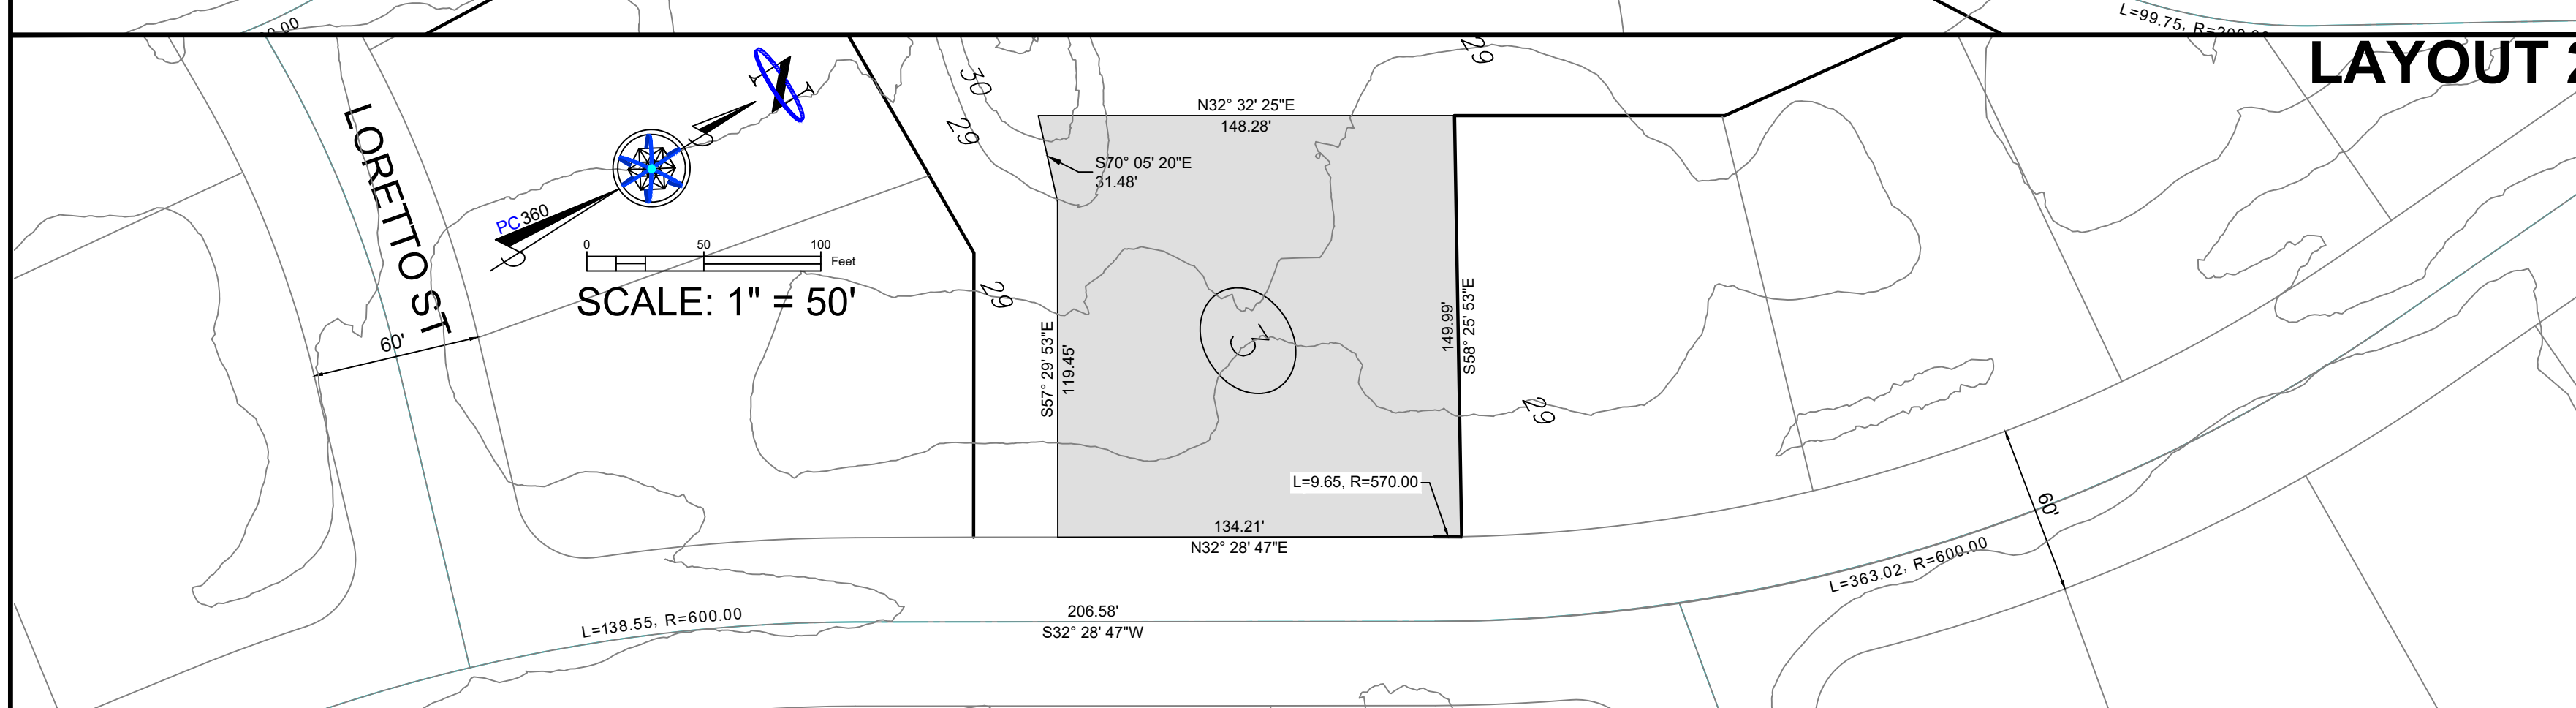 L=99.75, R=200.00
LAYOUT 2
29
30
29
N32° 32' 25"E
148.28'
S70° 05' 20"E
31.48'
LORETTO ST
PC360
0 50 100
Feet
SCALE: 1" = 50'
29
60'
S57° 29' 53"E
119.45'
149.99'
S58° 25' 53"E
29
L=9.65, R=570.00
134.21'
N32° 28' 47"E
60'
L=363.02, R=600.00
206.58'
S32° 28' 47"W
L=138.55, R=600.00